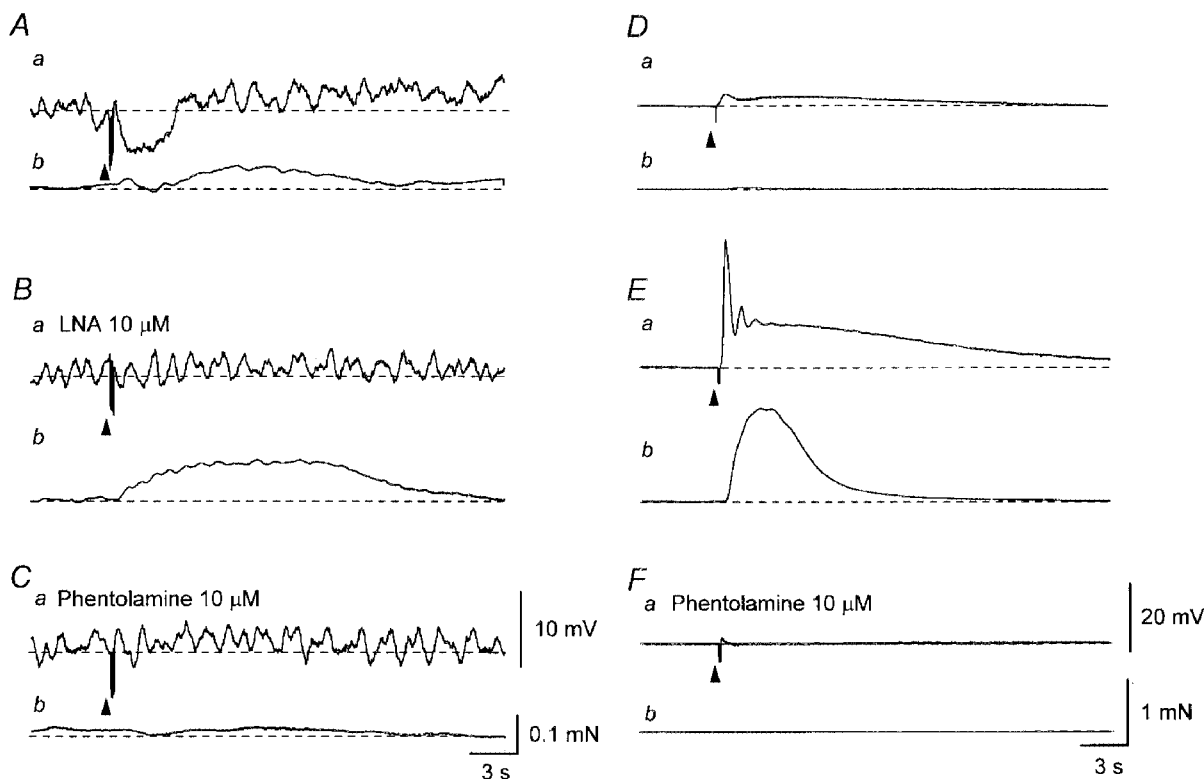 A
a
b
B
a LNA 10 µM
b
C
a Phentolamine 10 µM
10 mV
b
0.1 mN
3 s
D
a
b
E
a
b
F
a Phentolamine 10 µM
20 mV
b
1 mN
3 s